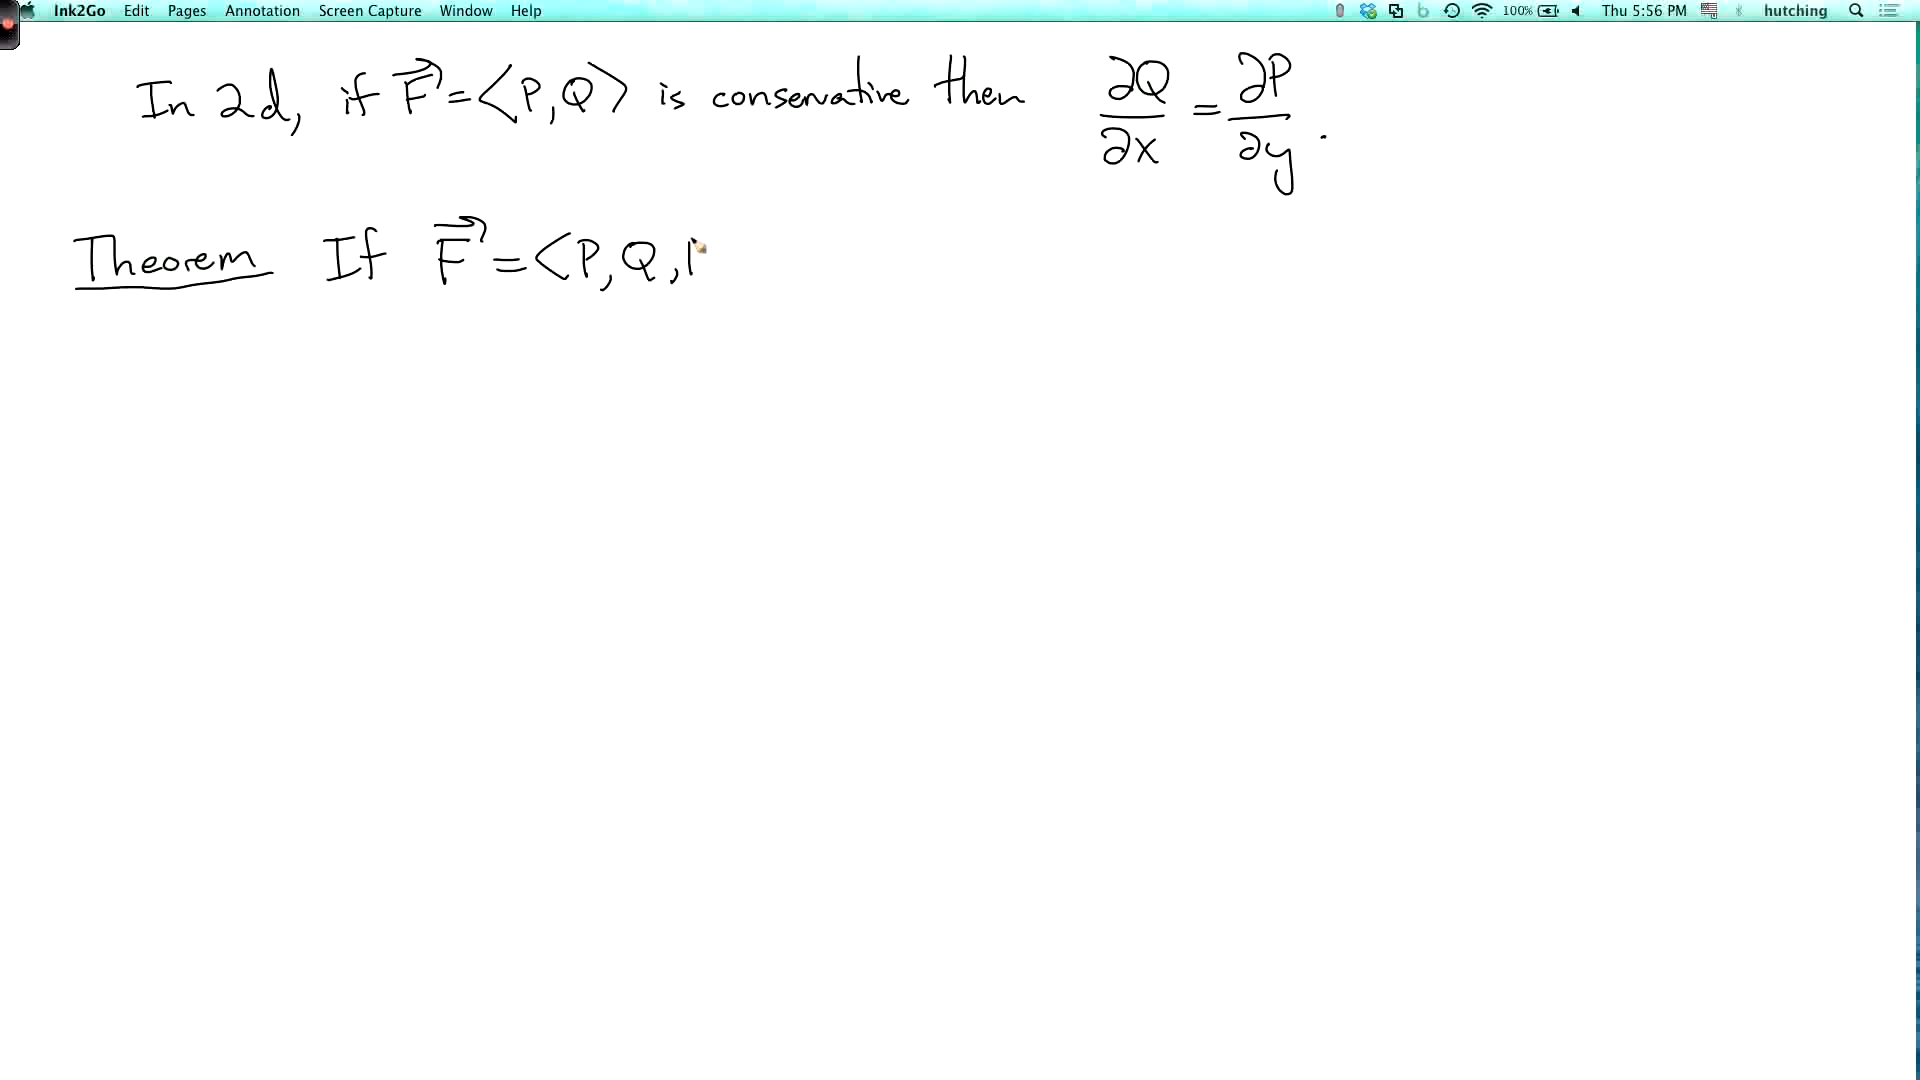 Ink2Go Edit Pages Annotation Screen Capture Window Help 100% Thu 5:56 PM hutching
In 2d, if F⃗ = <P, Q> is conservative then ∂Q/∂x = ∂P/∂y .
Theorem If F⃗ = <P, Q,